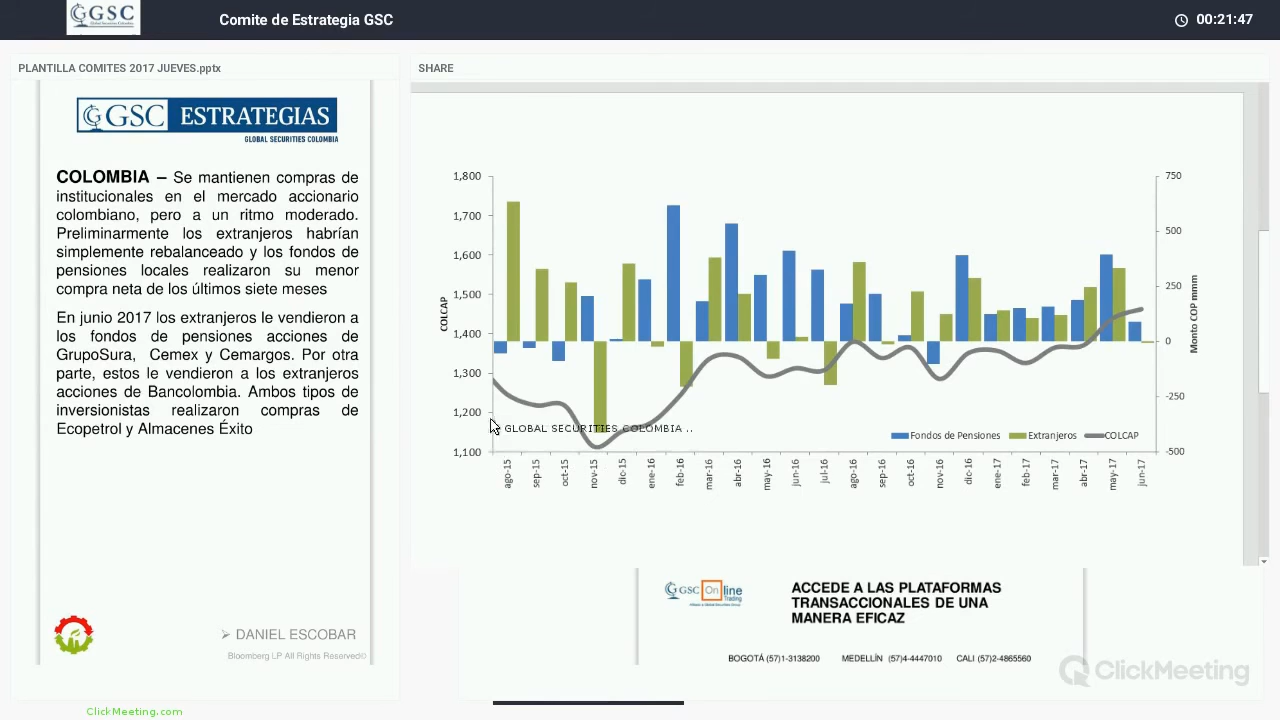 GSC
Global Securities Colombia
Comite de Estrategia GSC
00:21:47
PLANTILLA COMITES 2017 JUEVES.pptx
SHARE
GSC ESTRATEGIAS
GLOBAL SECURITIES COLOMBIA
COLOMBIA – Se mantienen compras de
institucionales en el mercado accionario
colombiano, pero a un ritmo moderado.
Preliminarmente los extranjeros habrían
simplemente rebalanceado y los fondos de
pensiones locales realizaron su menor
compra neta de los últimos siete meses
En junio 2017 los extranjeros le vendieron a
los fondos de pensiones acciones de
GrupoSura, Cemex y Cemargos. Por otra
parte, estos le vendieron a los extranjeros
acciones de Bancolombia. Ambos tipos de
inversionistas realizaron compras de
Ecopetrol y Almacenes Éxito
➢ DANIEL ESCOBAR
Bloomberg LP All Rights Reserved©
COLCAP
1,800
1,700
1,600
1,500
1,400
1,300
1,200
1,100
750
500
250
0
-250
-500
Monto COP mmm
GLOBAL SECURITIES COLOMBIA ..
Fondos de Pensiones Extranjeros COLCAP
ago-15 sep-15 oct-15 nov-15 dic-15 ene-16 feb-16 mar-16 abr-16 may-16 jun-16 jul-16 ago-16 sep-16 oct-16 nov-16 dic-16 ene-17 feb-17 mar-17 abr-17 may-17 jun-17
GSC Online
Trading
ACCEDE A LAS PLATAFORMAS
TRANSACCIONALES DE UNA
MANERA EFICAZ
BOGOTÁ (57)1-3138200 MEDELLÍN (57)4-4447010 CALI (57)2-4865560
ClickMeeting
ClickMeeting.com